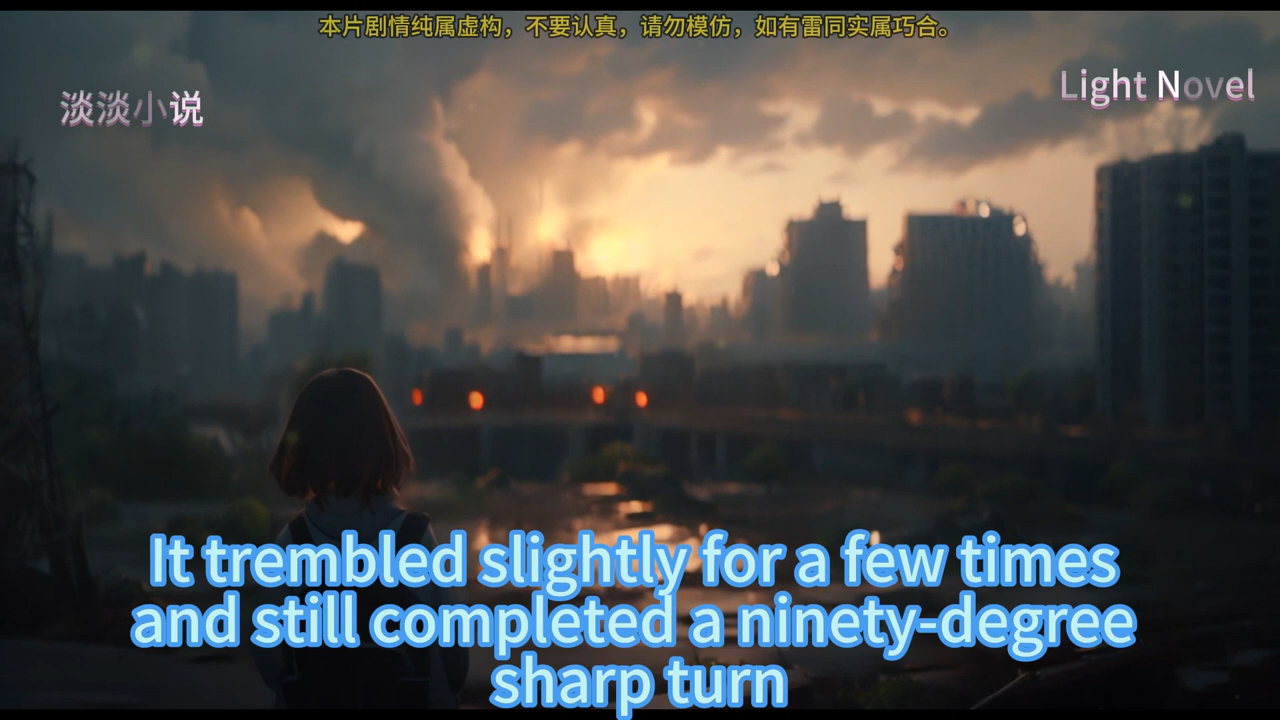 本片剧情纯属虚构，不要认真，请勿模仿，如有雷同实属巧合。
淡淡小说
Light Novel
It trembled slightly for a few times
and still completed a ninety-degree
sharp turn